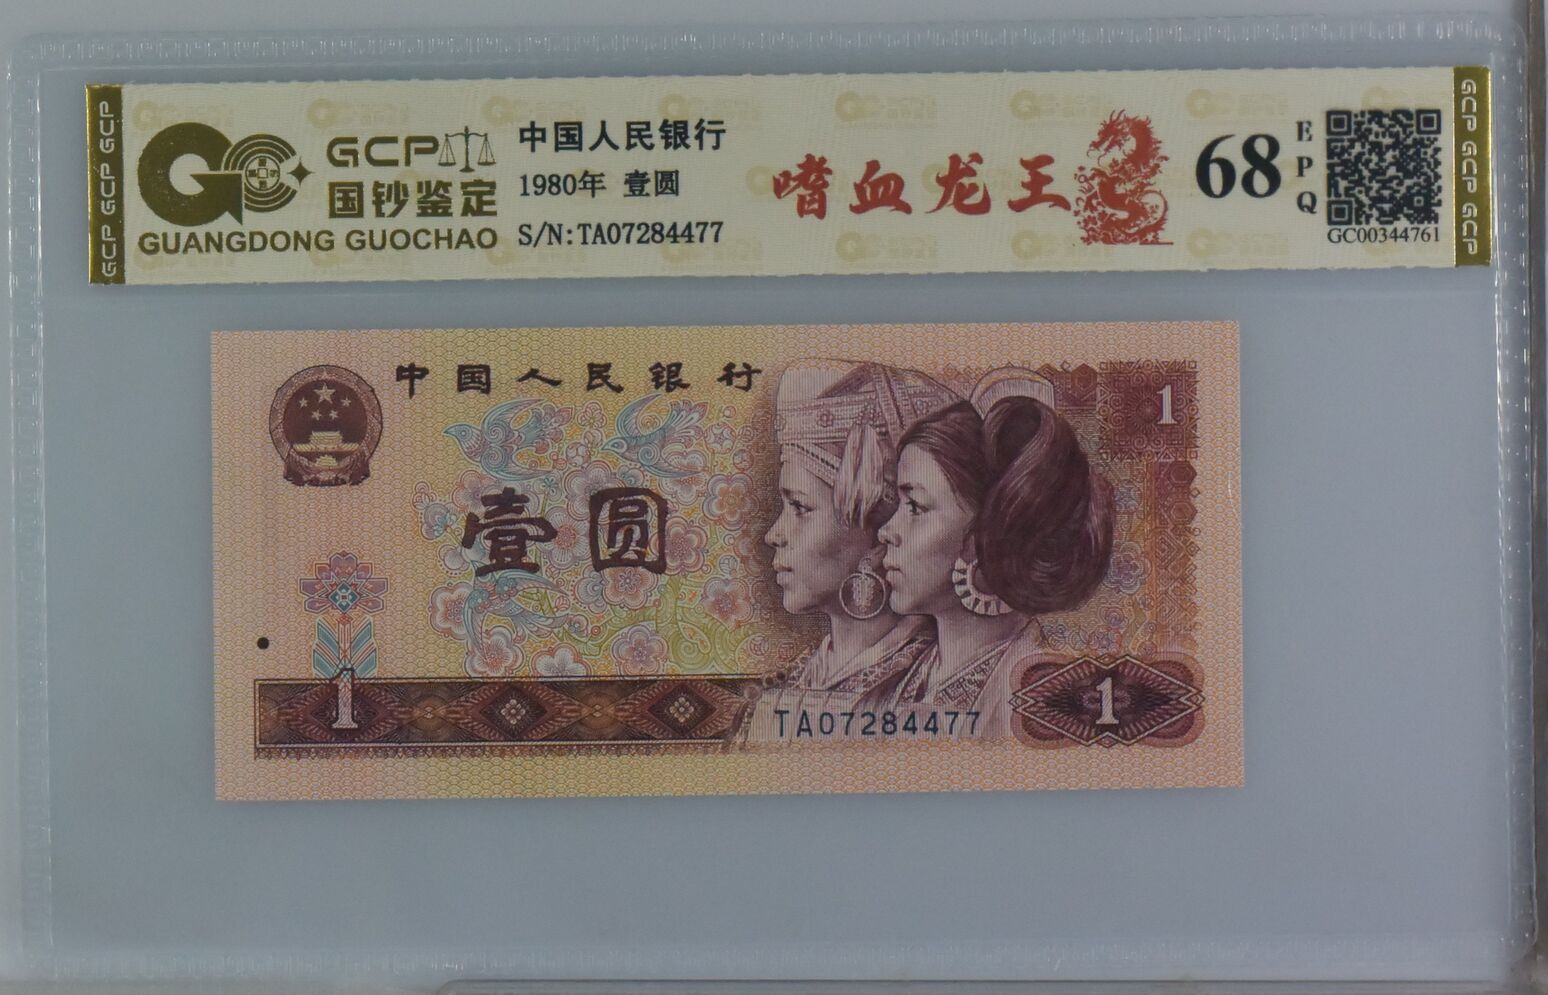 GCP GCP GCP
GCP
国钞鉴定
GUANGDONG GUOCHAO
中国人民银行
1980年 壹圆
S/N:TA07284477
嗜血龙王
68
EPQ
GC00344761
GCP GCP GCP
中国人民银行
1
壹圆
1
TA07284477
1